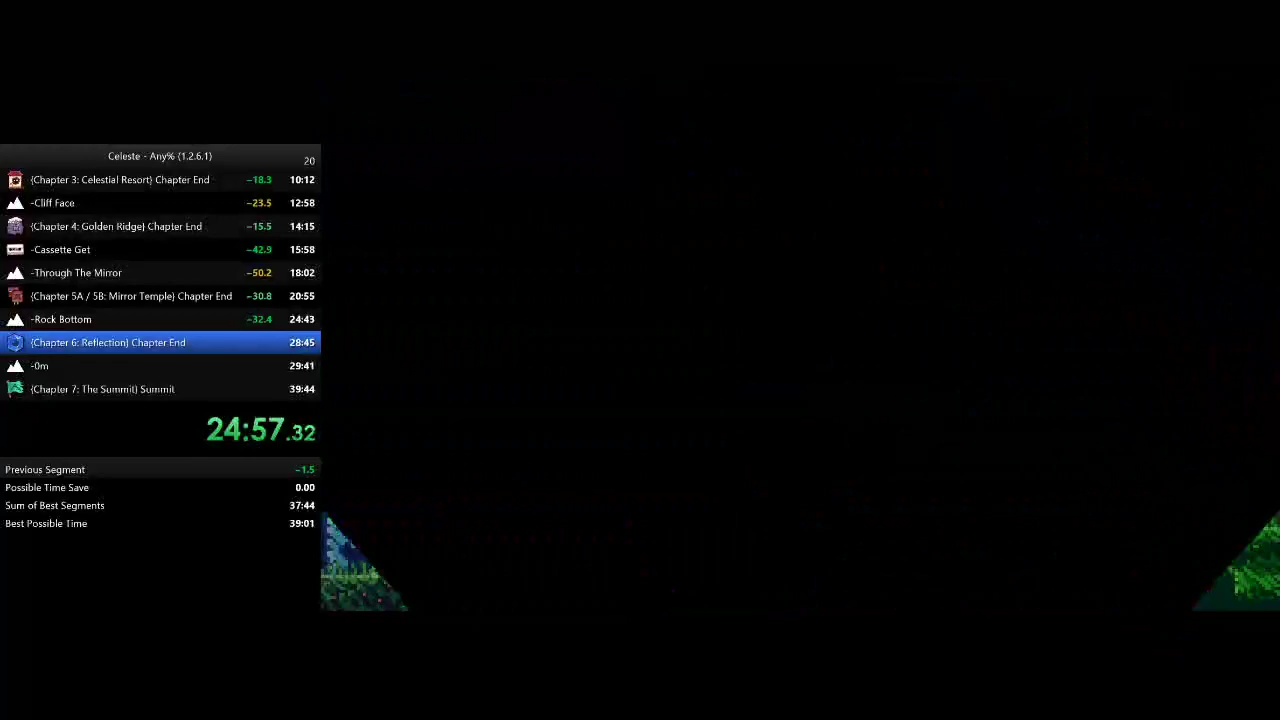 Celeste - Any% (1.2.6.1)
20
{Chapter 3: Celestial Resort} Chapter End -18.3 10:12
-Cliff Face -23.5 12:58
{Chapter 4: Golden Ridge} Chapter End -15.5 14:15
-Cassette Get -42.9 15:58
-Through The Mirror -50.2 18:02
{Chapter 5A / 5B: Mirror Temple} Chapter End -30.8 20:55
-Rock Bottom -32.4 24:43
{Chapter 6: Reflection} Chapter End 28:45
-0m 29:41
{Chapter 7: The Summit} Summit 39:44
24:57.32
Previous Segment -1.5
Possible Time Save 0.00
Sum of Best Segments 37:44
Best Possible Time 39:01